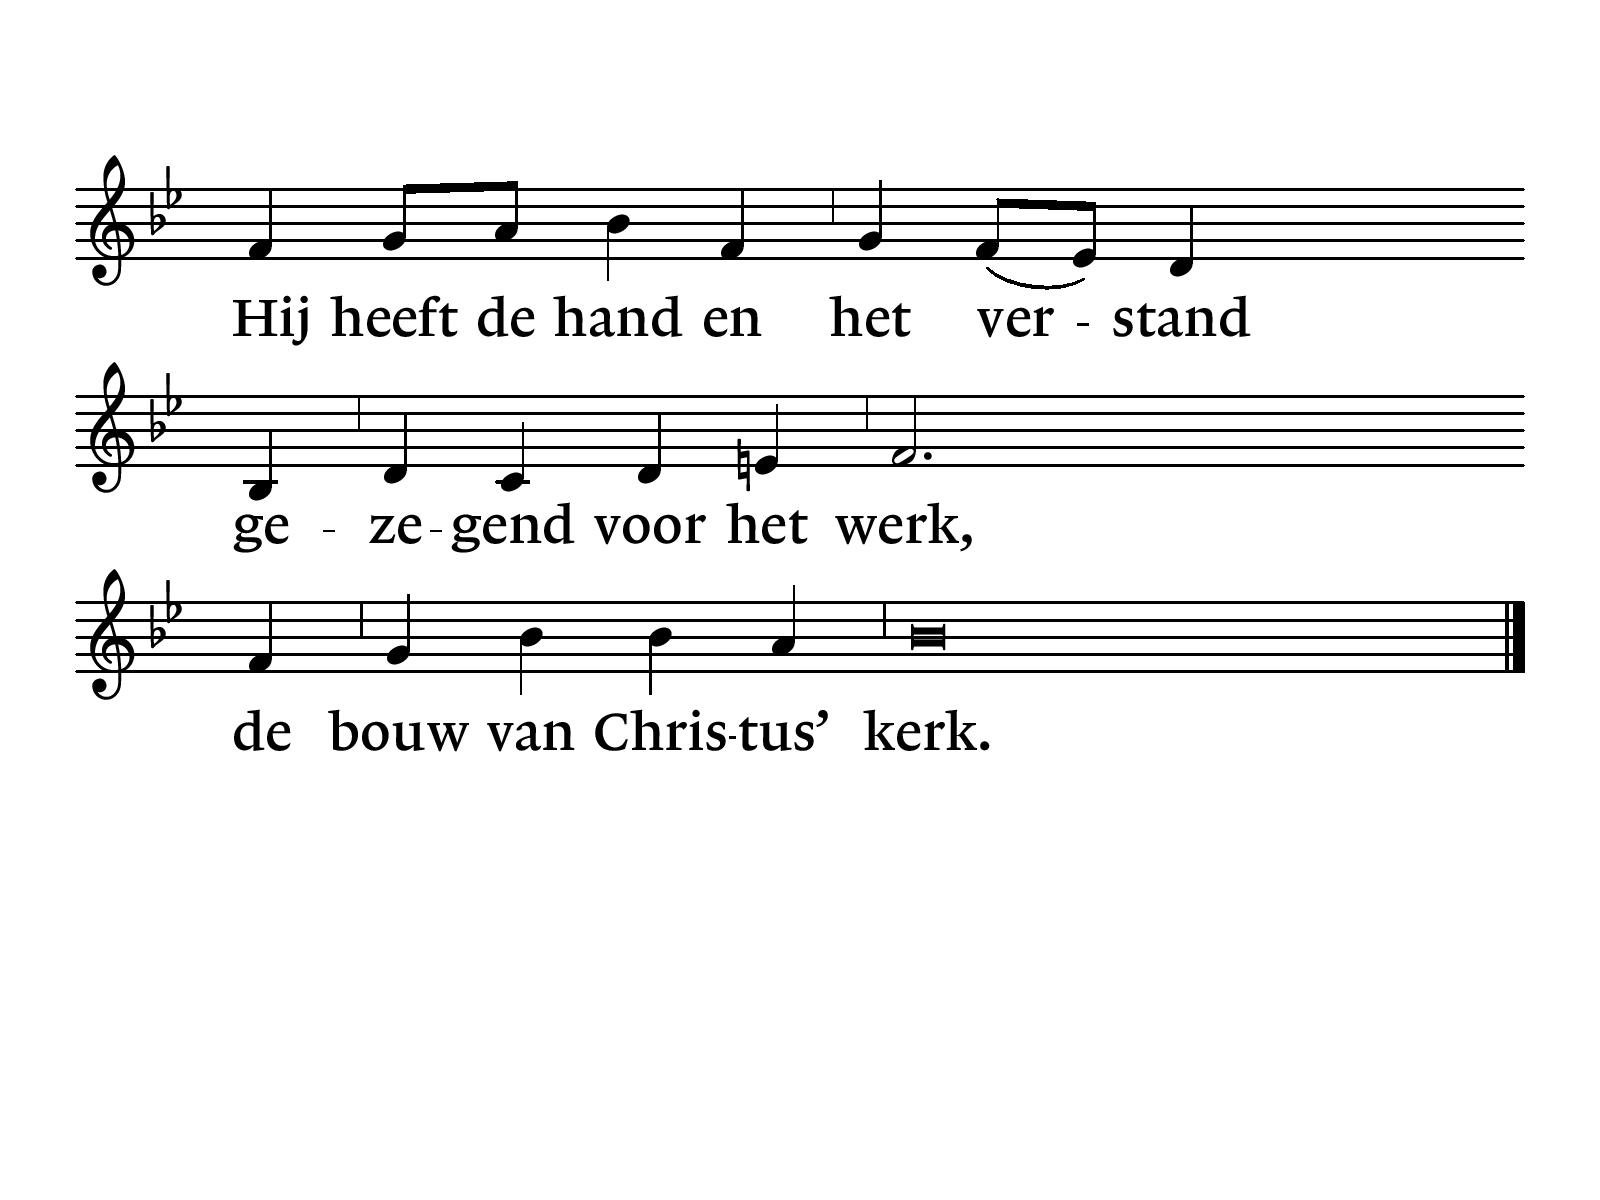 Hij heeft de hand en het ver - stand
ge - ze - gend voor het werk,
de bouw van Chris - tus’ kerk.